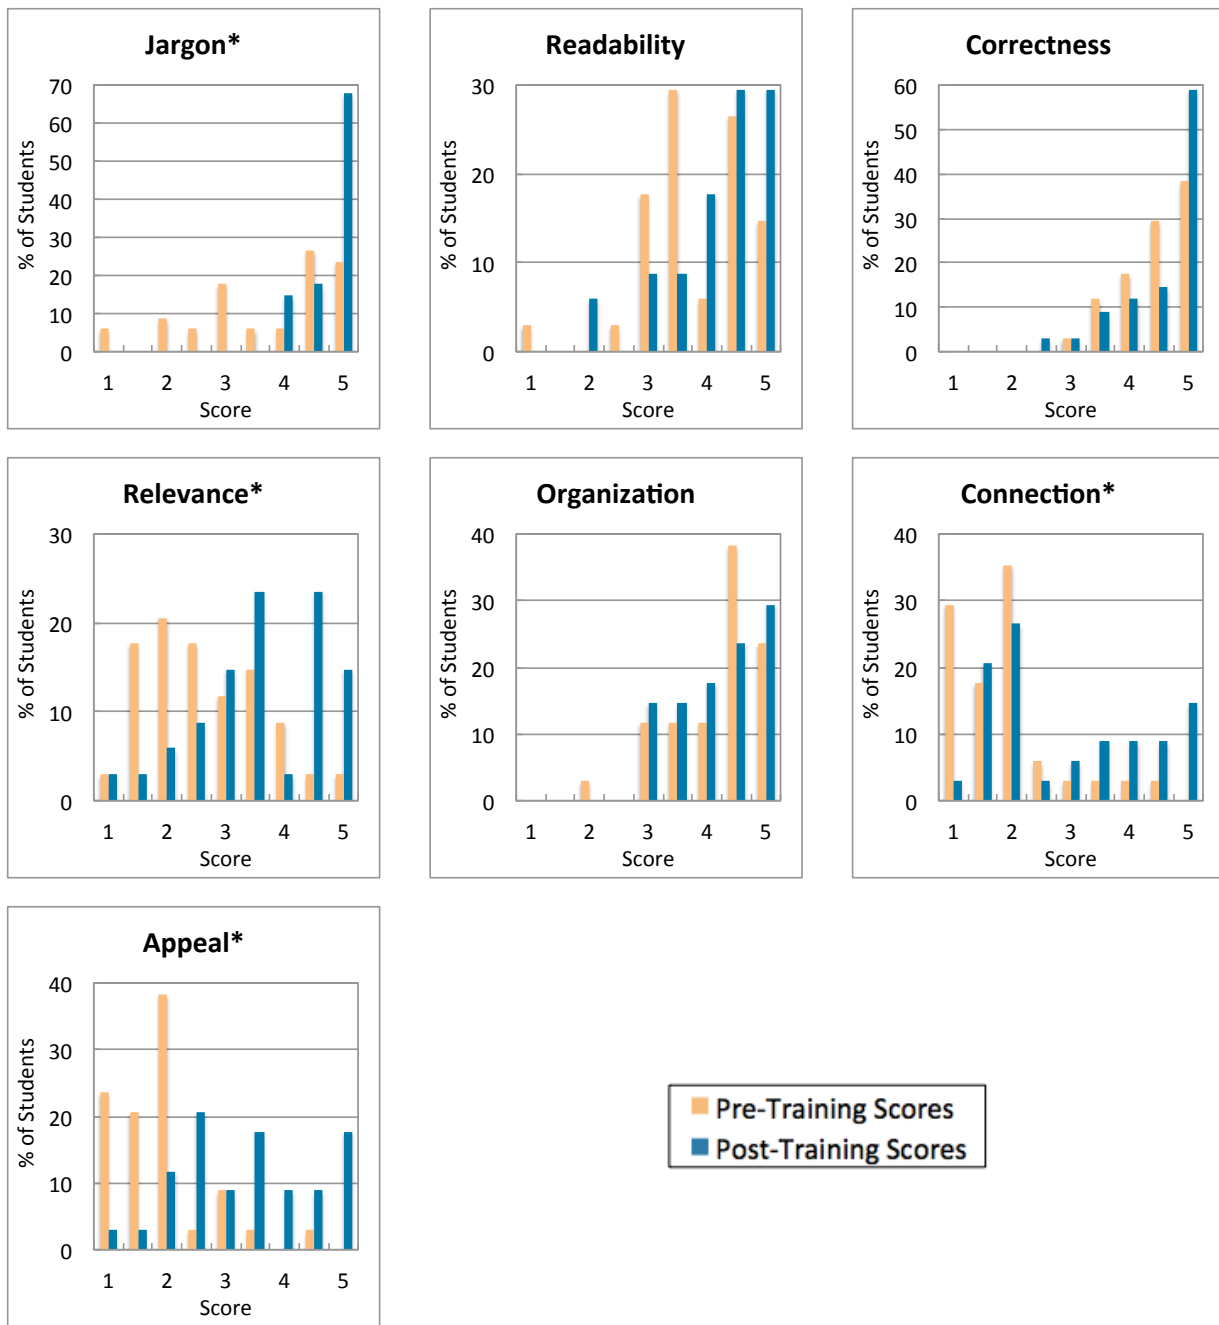 Jargon*
% of Students
70
60
50
40
30
20
10
0
1 2 3 4 5
Score
Readability
% of Students
30
20
10
0
1 2 3 4 5
Score
Correctness
% of Students
60
50
40
30
20
10
0
1 2 3 4 5
Score
Relevance*
% of Students
30
20
10
0
1 2 3 4 5
Score
Organization
% of Students
40
30
20
10
0
1 2 3 4 5
Score
Connection*
% of Students
40
30
20
10
0
1 2 3 4 5
Score
Appeal*
% of Students
40
30
20
10
0
1 2 3 4 5
Score
Pre-Training Scores
Post-Training Scores